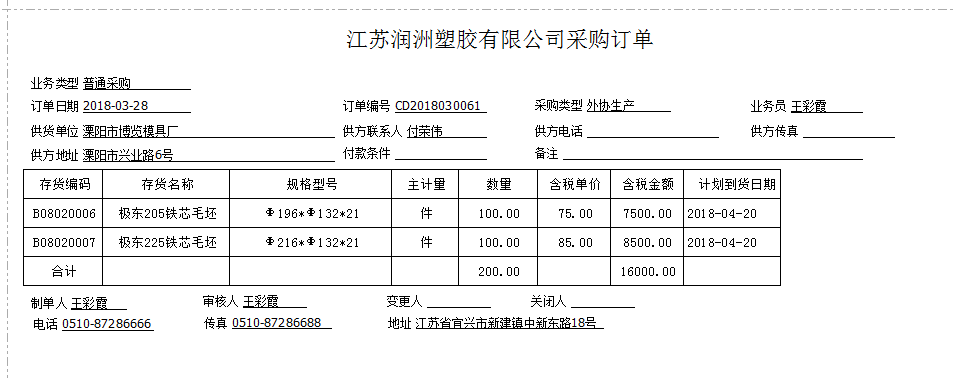 江苏润洲塑胶有限公司采购订单
业务类型 普通采购
订单日期 2018-03-28 订单编号 CD2018030061 采购类型 外协生产 业务员 王彩霞
供货单位 溧阳市博览模具厂 供方联系人 付荣伟 供方电话 供方传真
供方地址 溧阳市兴业路6号 付款条件 备注
存货编码 存货名称 规格型号 主计量 数量 含税单价 含税金额 计划到货日期
B08020006 极东205铁芯毛坯 Φ196*Φ132*21 件 100.00 75.00 7500.00 2018-04-20
B08020007 极东225铁芯毛坯 Φ216*Φ132*21 件 100.00 85.00 8500.00 2018-04-20
合计 200.00 16000.00
制单人 王彩霞 审核人 王彩霞 变更人 关闭人
电话 0510-87286666 传真 0510-87286688 地址 江苏省宜兴市新建镇中新东路18号